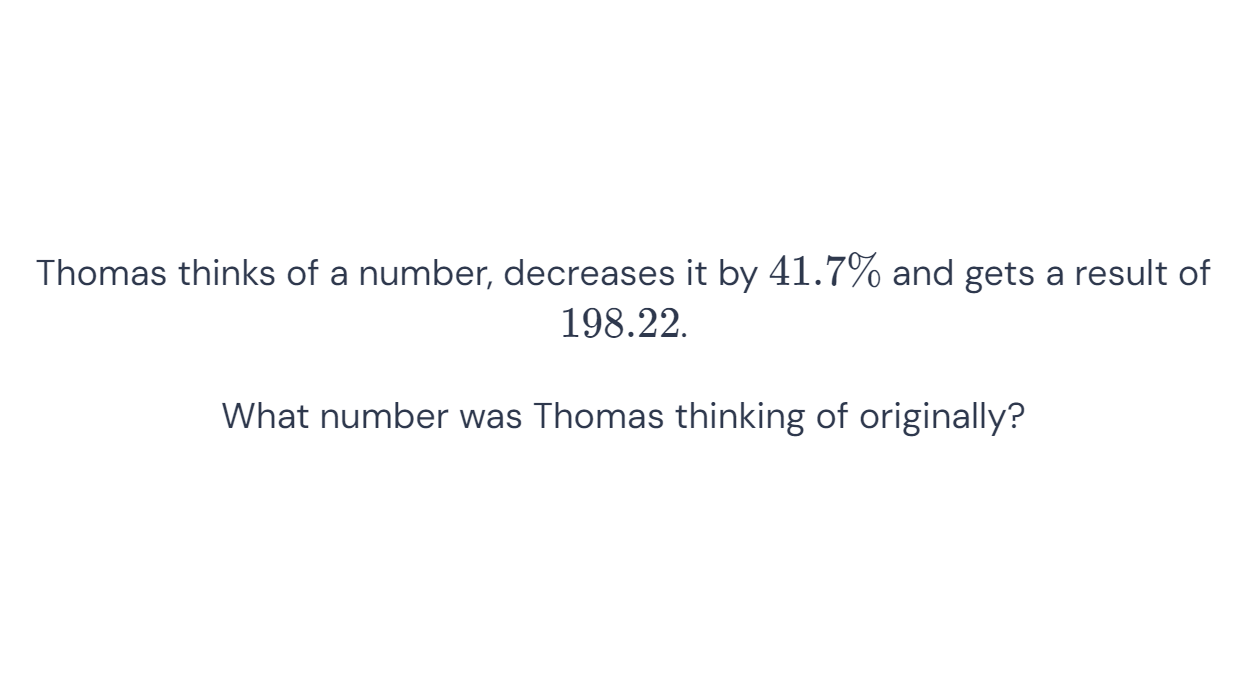 Thomas thinks of a number, decreases it by 41.7% and gets a result of
198.22.
What number was Thomas thinking of originally?